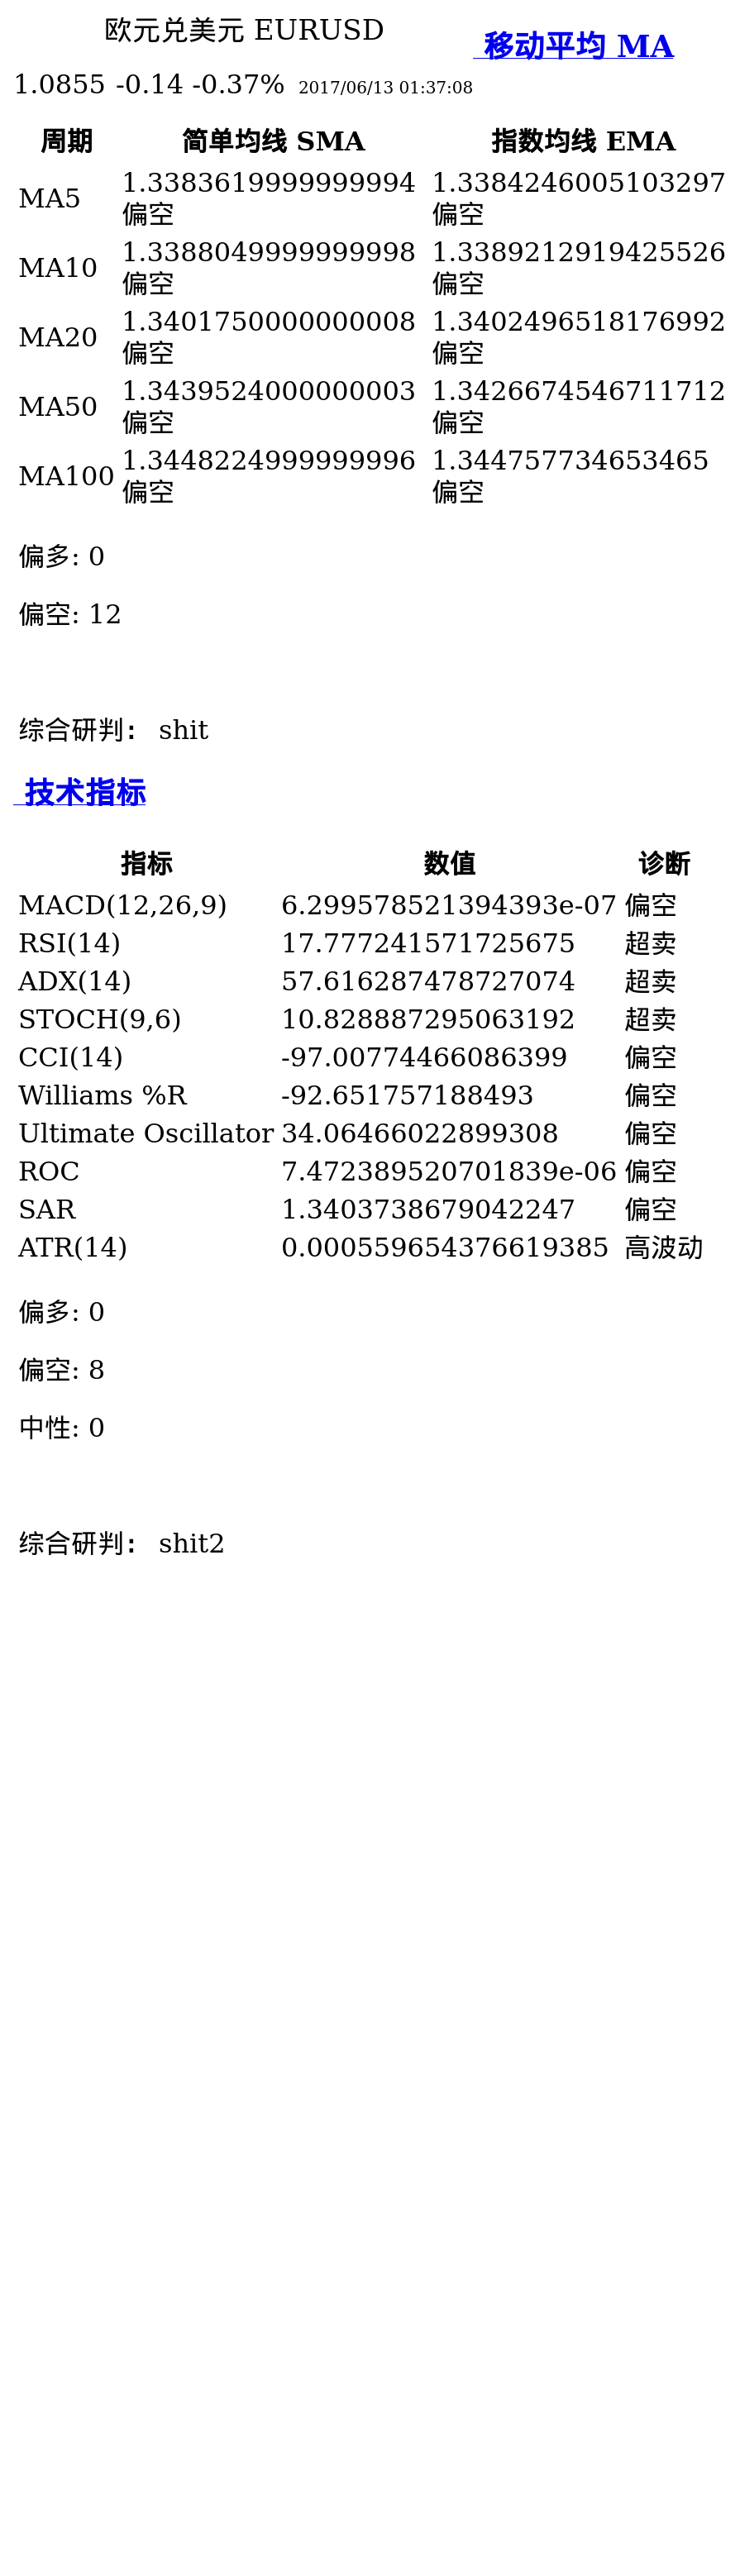 欧元兑美元 EURUSD
移动平均 MA
1.0855 -0.14 -0.37% 2017/06/13 01:37:08
周期 简单均线 SMA 指数均线 EMA
MA5 1.3383619999999994 偏空 1.3384246005103297 偏空
MA10 1.3388049999999998 偏空 1.3389212919425526 偏空
MA20 1.3401750000000008 偏空 1.3402496518176992 偏空
MA50 1.3439524000000003 偏空 1.3426674546711712 偏空
MA100 1.3448224999999996 偏空 1.344757734653465 偏空
偏多: 0
偏空: 12
综合研判： shit
技术指标
指标 数值 诊断
MACD(12,26,9) 6.299578521394393e-07 偏空
RSI(14) 17.777241571725675 超卖
ADX(14) 57.616287478727074 超卖
STOCH(9,6) 10.828887295063192 超卖
CCI(14) -97.00774466086399 偏空
Williams %R -92.651757188493 偏空
Ultimate Oscillator 34.06466022899308 偏空
ROC 7.472389520701839e-06 偏空
SAR 1.3403738679042247 偏空
ATR(14) 0.000559654376619385 高波动
偏多: 0
偏空: 8
中性: 0
综合研判： shit2